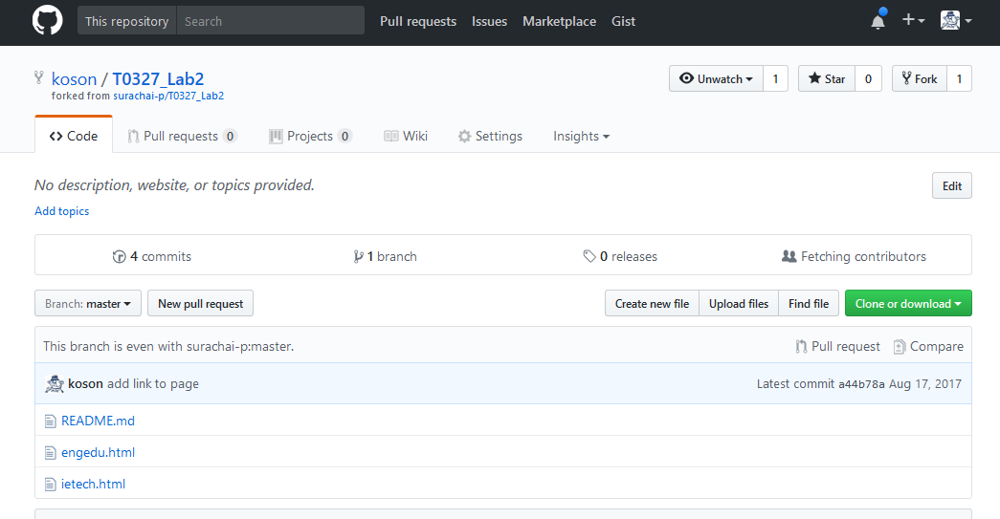 This repository Search Pull requests Issues Marketplace Gist
koson / T0327_Lab2 Unwatch 1 Star 0 Fork 1
forked from surachai-p/T0327_Lab2
Code Pull requests 0 Projects 0 Wiki Settings Insights
No description, website, or topics provided. Edit
Add topics
4 commits 1 branch 0 releases Fetching contributors
Branch: master New pull request Create new file Upload files Find file Clone or download
This branch is even with surachai-p:master. Pull request Compare
koson add link to page Latest commit a44b78a Aug 17, 2017
README.md
engedu.html
ietech.html